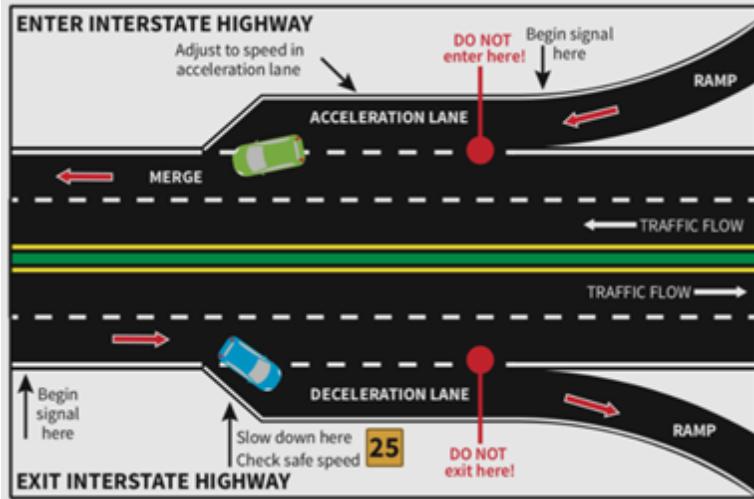 ENTER INTERSTATE HIGHWAY
Adjust to speed in
acceleration lane
DO NOT
enter here!
Begin signal
here
RAMP
ACCELERATION LANE
MERGE
TRAFFIC FLOW
TRAFFIC FLOW
DECELERATION LANE
Begin
signal
here
Slow down here
Check safe speed
25
DO NOT
exit here!
RAMP
EXIT INTERSTATE HIGHWAY